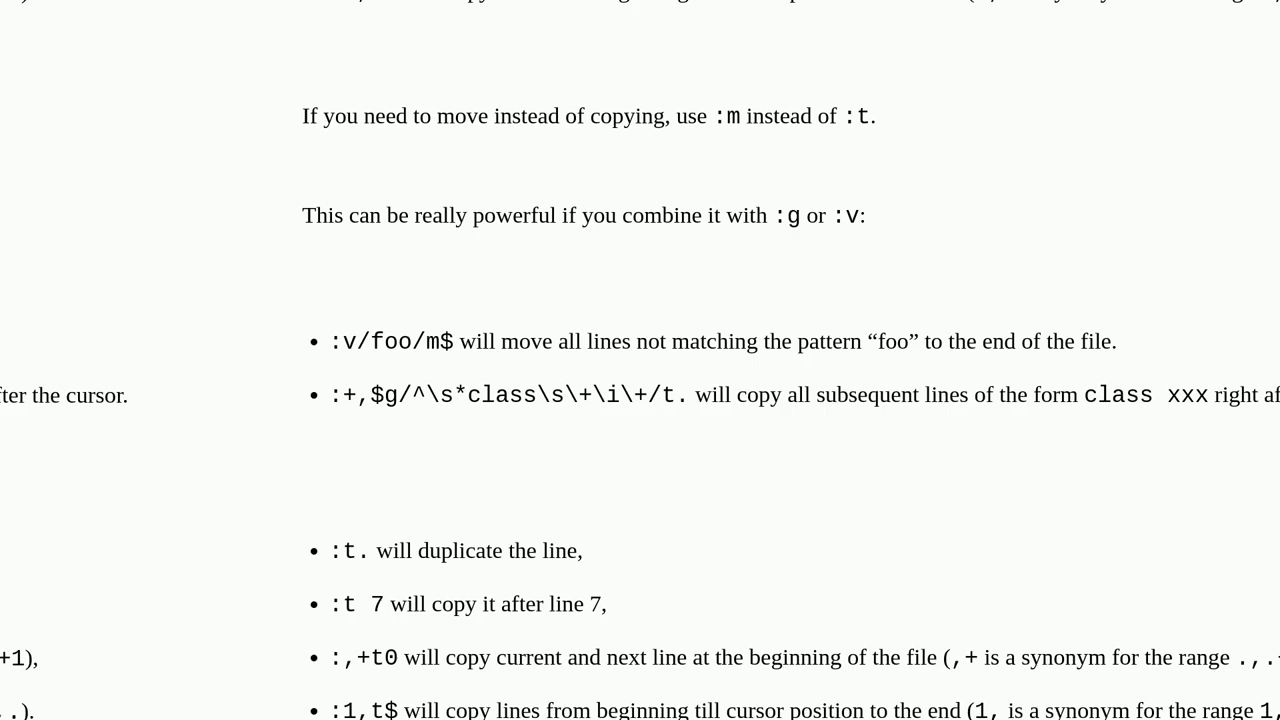 If you need to move instead of copying, use :m instead of :t.
This can be really powerful if you combine it with :g or :v:
• :v/foo/m$ will move all lines not matching the pattern “foo” to the end of the file.
fter the cursor.
• :+,$g/^\s*class\s\+\i\+/t. will copy all subsequent lines of the form class xxx right af
• :t. will duplicate the line,
• :t 7 will copy it after line 7,
+1),
• :,+t0 will copy current and next line at the beginning of the file (,+ is a synonym for the range .,.+
.).
• :1,t$ will copy lines from beginning till cursor position to the end (1, is a synonym for the range 1,